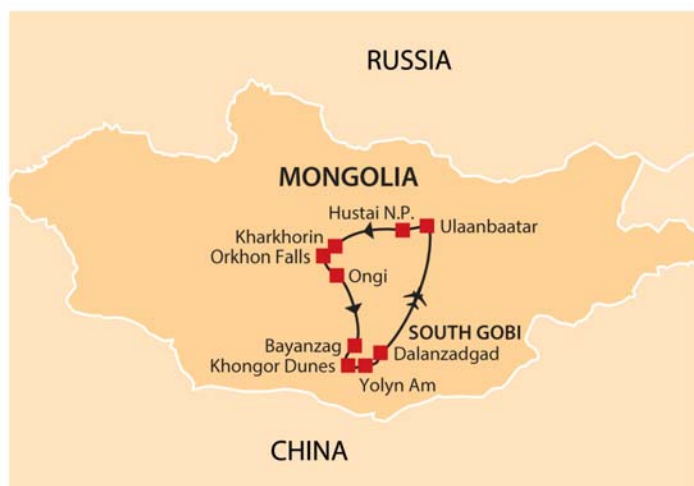 RUSSIA
MONGOLIA
Hustai N.P.
Ulaanbaatar
Kharkhorin
Orkhon Falls
Ongi
SOUTH GOBI
Bayanzag
Dalanzadgad
Khongor Dunes
Yolyn Am
CHINA